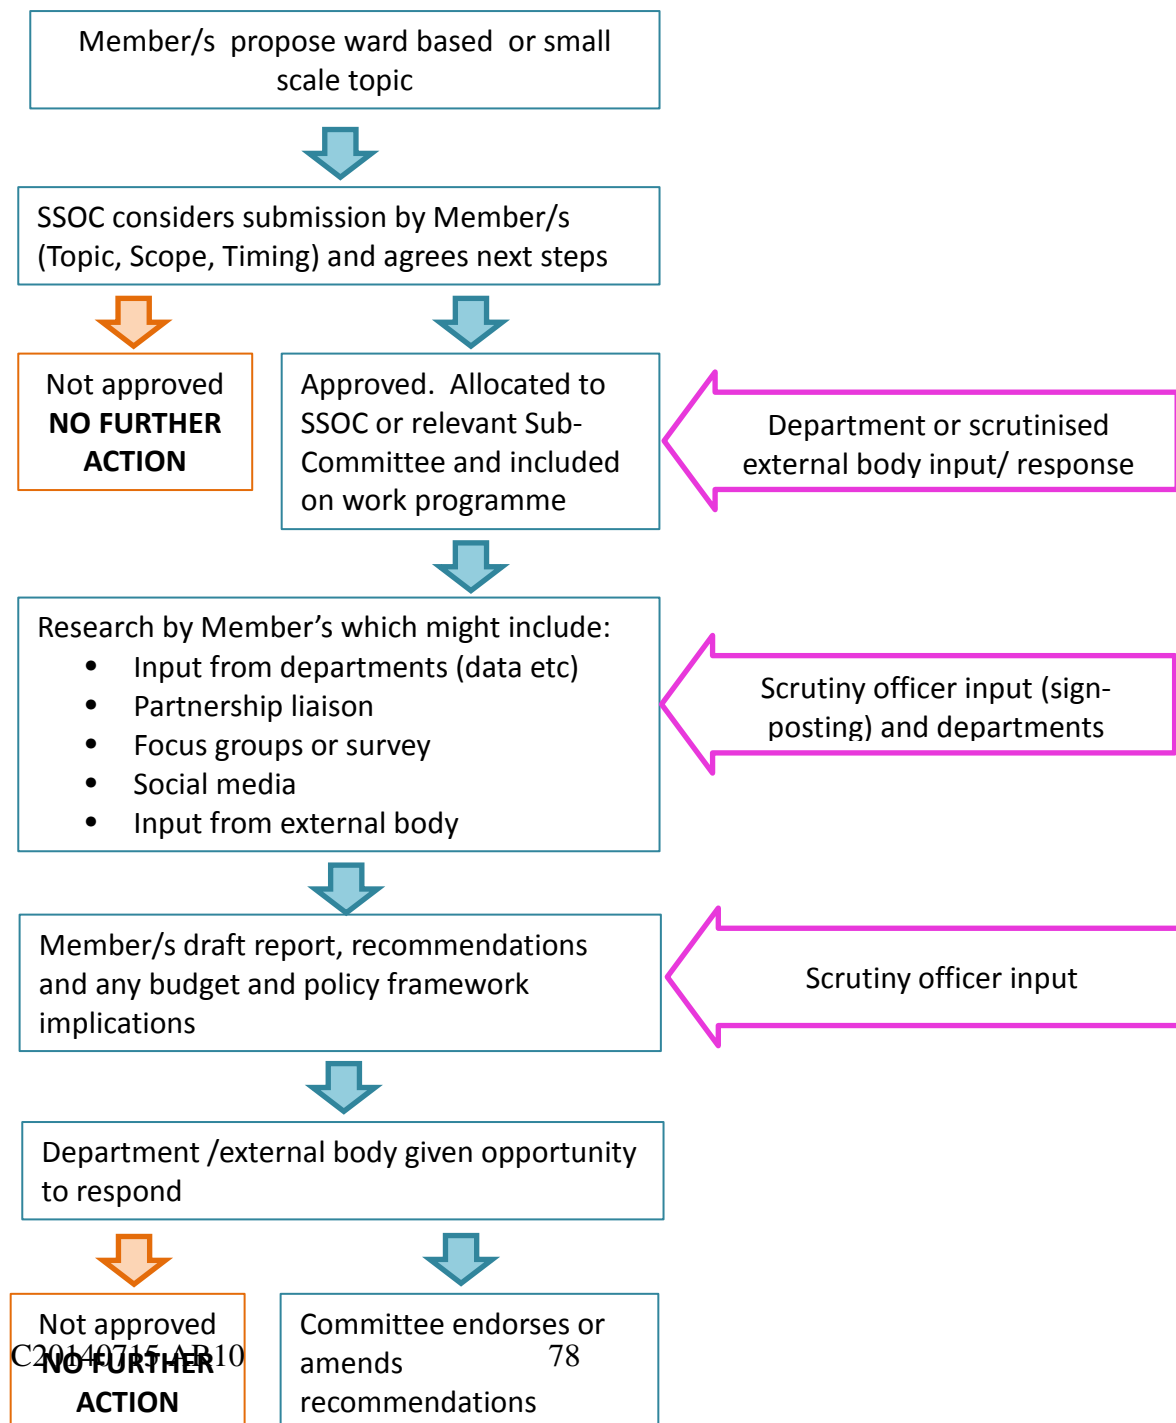 Member/s propose ward based or small
scale topic
SSOC considers submission by Member/s
(Topic, Scope, Timing) and agrees next steps
Not approved
NO FURTHER
ACTION
Approved. Allocated to
SSOC or relevant Sub-
Committee and included
on work programme
Department or scrutinised
external body input/ response
Research by Member’s which might include:
• Input from departments (data etc)
• Partnership liaison
• Focus groups or survey
• Social media
• Input from external body
Scrutiny officer input (sign-
posting) and departments
Member/s draft report, recommendations
and any budget and policy framework
implications
Scrutiny officer input
Department /external body given opportunity
to respond
Not approved
NO FURTHER
ACTION
Committee endorses or
amends
recommendations
C20140715 AR10
78